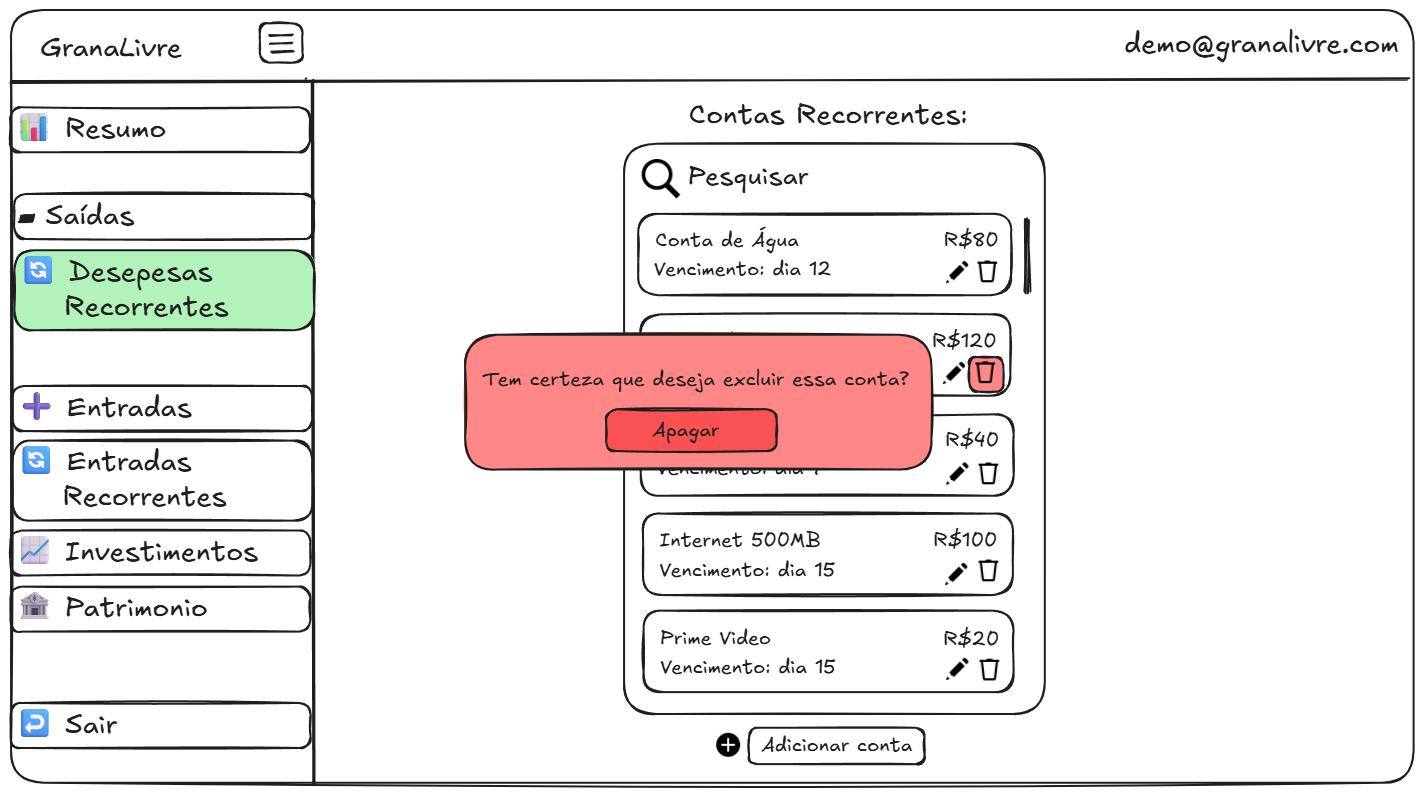 GranaLivre
demo@granalivre.com
Resumo
Saídas
Desepesas
Recorrentes
Entradas
Entradas
Recorrentes
Investimentos
Patrimonio
Sair
Contas Recorrentes:
Pesquisar
Conta de Água
R$80
Vencimento: dia 12
R$120
Tem certeza que deseja excluir essa conta?
Apagar
R$40
Vencimento: dia
Internet 500MB
R$100
Vencimento: dia 15
Prime Video
R$20
Vencimento: dia 15
Adicionar conta